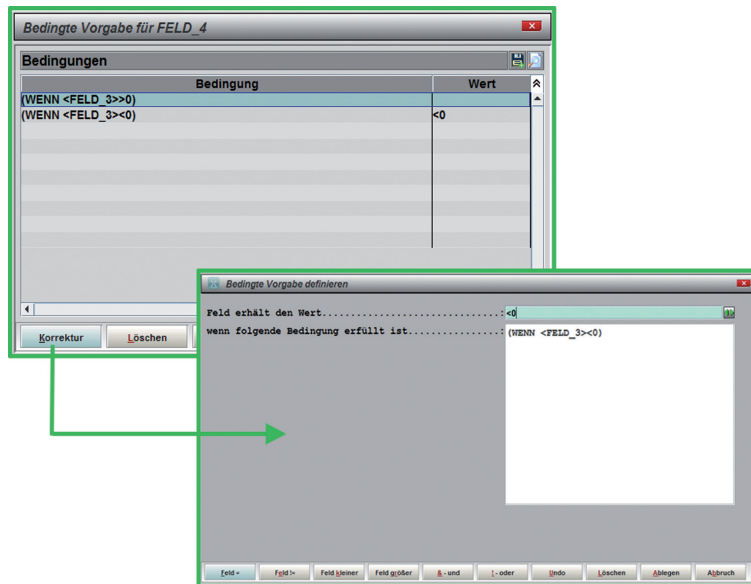 Bedingte Vorgabe für FELD_4
Bedingungen
Bedingung Wert
(WENN <FELD_3>>0)
(WENN <FELD_3><0) <0
Korrektur Löschen
Bedingte Vorgabe definieren
Feld erhält den Wert..............................:<0
wenn folgende Bedingung erfüllt ist...............:(WENN <FELD_3><0)
Feld = Feld != Feld kleiner Feld größer & - und | - oder Undo Löschen Ablegen Abbruch